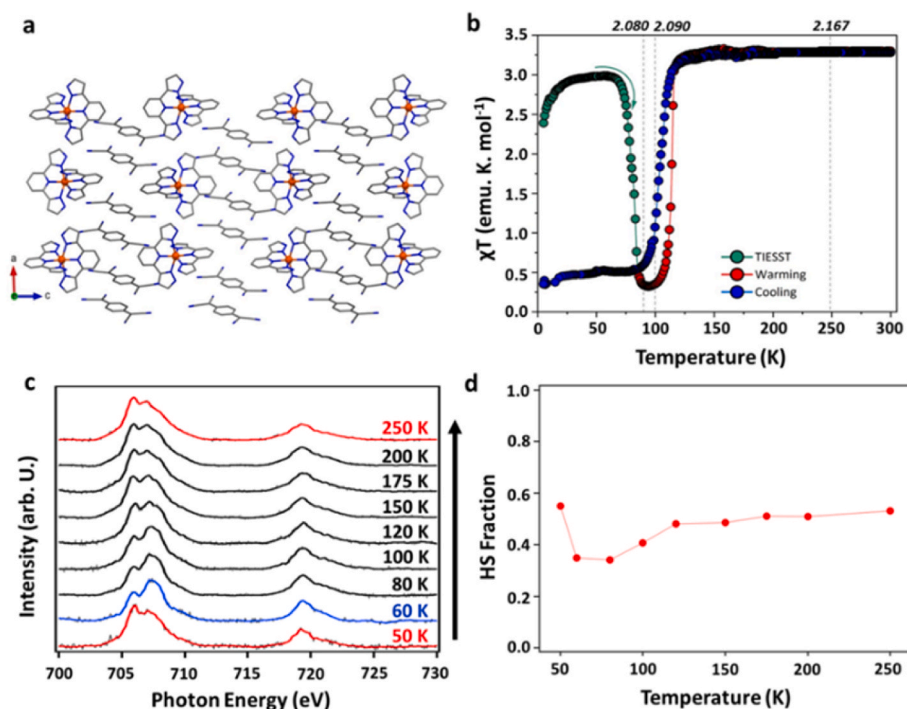 a
a
c
b
2.080
2.090
2.167
3.5
3.0
2.5
2.0
1.5
1.0
0.5
0.0
χT (emu. K. mol⁻¹)
TIESST
Warming
Cooling
0
50
100
150
200
250
300
Temperature (K)
c
250 K
200 K
175 K
150 K
120 K
100 K
80 K
60 K
50 K
Intensity (arb. U.)
700
705
710
715
720
725
730
Photon Energy (eV)
d
1.0
0.8
0.6
0.4
0.2
0.0
HS Fraction
50
100
150
200
250
Temperature (K)